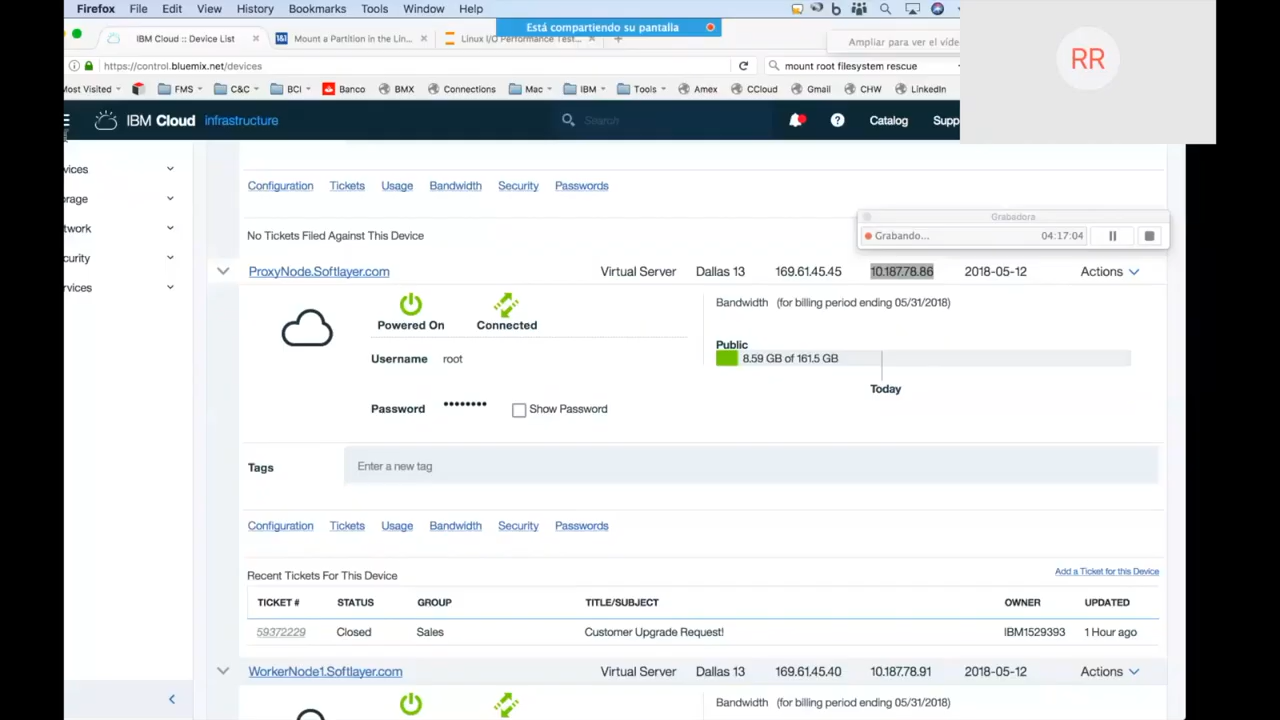 Firefox File Edit View History Bookmarks Tools Window Help
Está compartiendo su pantalla
IBM Cloud :: Device List
Mount a Partition in the Lin...
Linux I/O Performance Test...
Ampliar para ver el víde
RR
https://control.bluemix.net/devices
mount root filesystem rescue
Most Visited FMS C&C BCI Banco BMX Connections Mac IBM Tools Amex CCloud Gmail CHW LinkedIn
IBM Cloud infrastructure
Search
Catalog
Supp
vices
rage
twork
curity
rvices
Configuration Tickets Usage Bandwidth Security Passwords
No Tickets Filed Against This Device
Grabadora
Grabando... 04:17:04
ProxyNode.Softlayer.com Virtual Server Dallas 13 169.61.45.45 10.187.78.86 2018-05-12 Actions
Powered On
Connected
Bandwidth (for billing period ending 05/31/2018)
Username root
Public
8.59 GB of 161.5 GB
Today
Password •••••••• Show Password
Tags Enter a new tag
Configuration Tickets Usage Bandwidth Security Passwords
Recent Tickets For This Device
Add a Ticket for this Device
TICKET # STATUS GROUP TITLE/SUBJECT OWNER UPDATED
59372229 Closed Sales Customer Upgrade Request! IBM1529393 1 Hour ago
WorkerNode1.Softlayer.com Virtual Server Dallas 13 169.61.45.40 10.187.78.91 2018-05-12 Actions
Bandwidth (for billing period ending 05/31/2018)